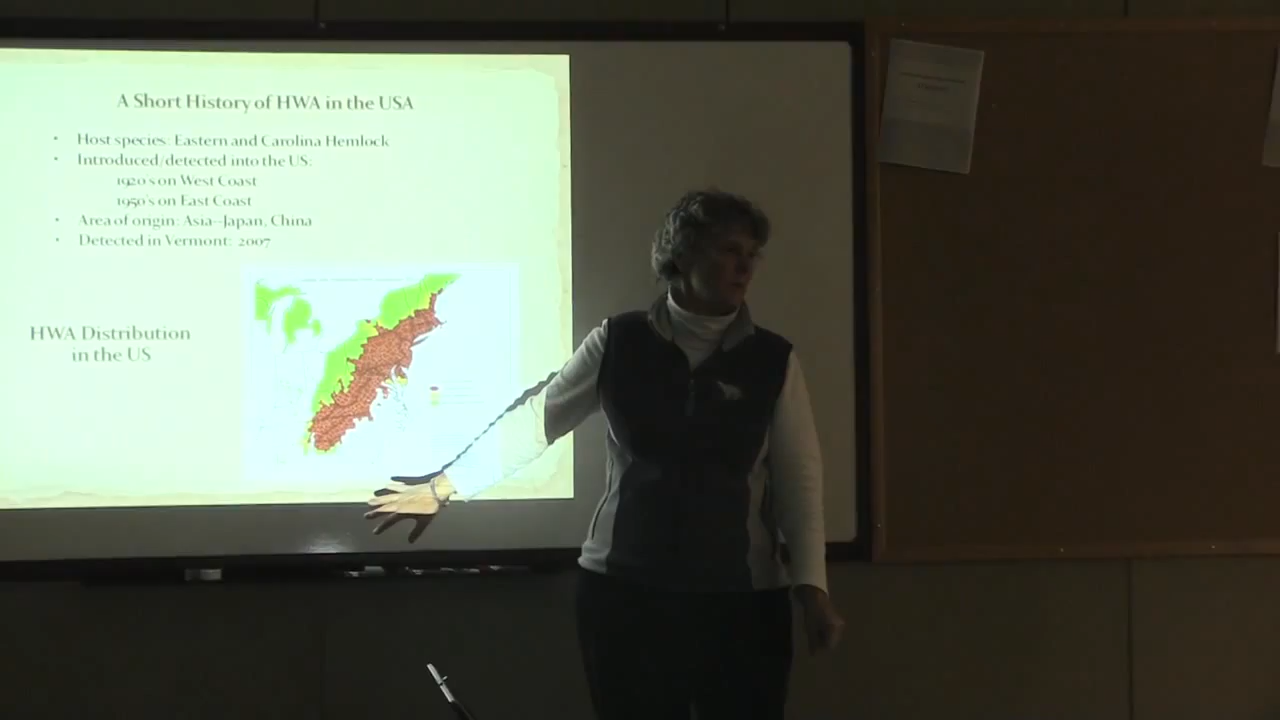 A Short History of HWA in the USA
• Host species: Eastern and Carolina Hemlock
• Introduced/detected into the US:
1920's on West Coast
1950's on East Coast
• Area of origin: Asia--Japan, China
• Detected in Vermont: 2007
HWA Distribution
in the US